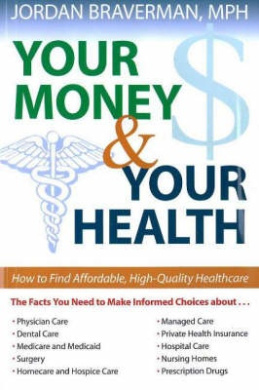 JORDAN BRAVERMAN, MPH
YOUR
MONEY $
&
YOUR
HEALTH
How to Find Affordable, High-Quality Healthcare
The Facts You Need to Make Informed Choices about . . .
• Physician Care
• Dental Care
• Medicare and Medicaid
• Surgery
• Homecare and Hospice Care
• Managed Care
• Private Health Insurance
• Hospital Care
• Nursing Homes
• Prescription Drugs